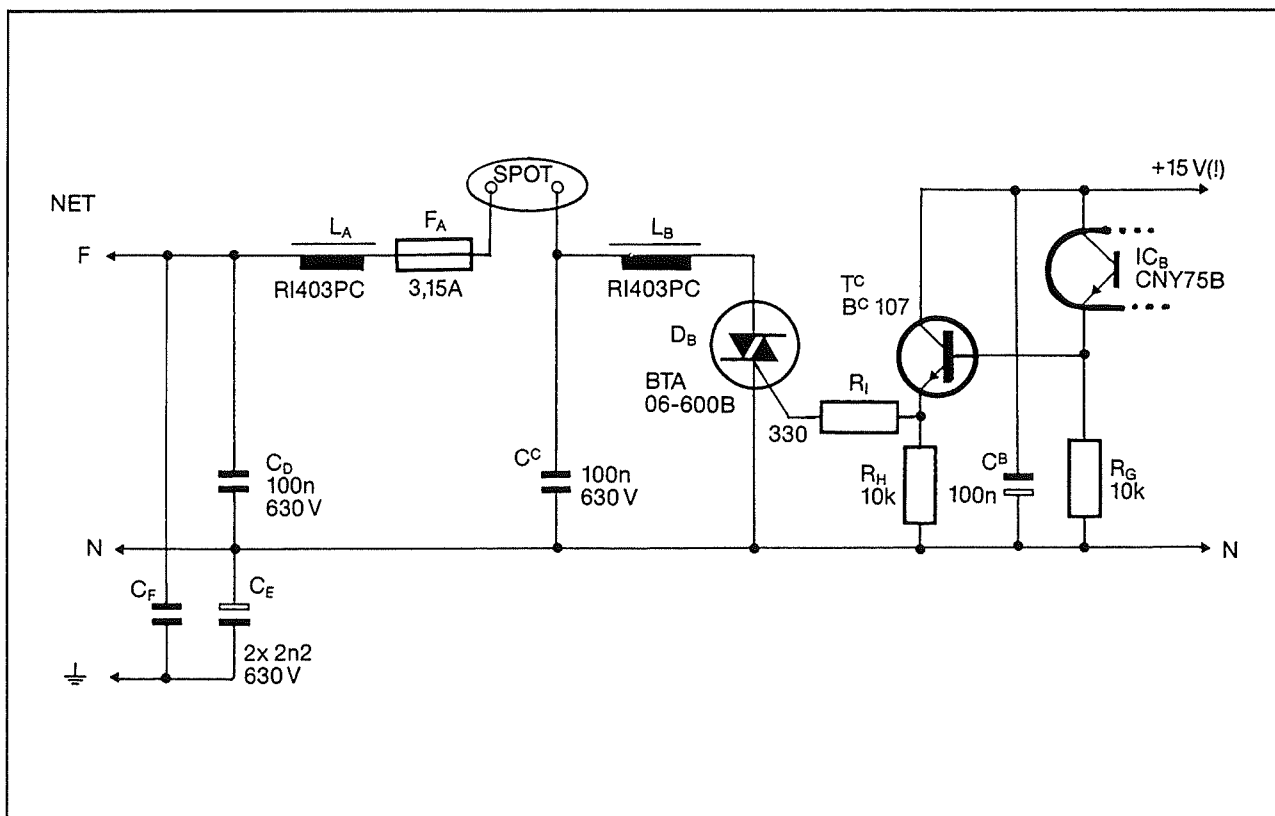 SPOT
+15 V(!)
NET
L_A
F_A
L_B
F
RI403PC
3,15A
RI403PC
IC_B
CNY75B
T^C
B^C 107
D_B
BTA
06-600B
R_I
330
C_D
100n
630 V
C^C
100n
630 V
R_H
10k
C^B
100n
R_G
10k
N
N
C_F
C_E
2x 2n2
630 V